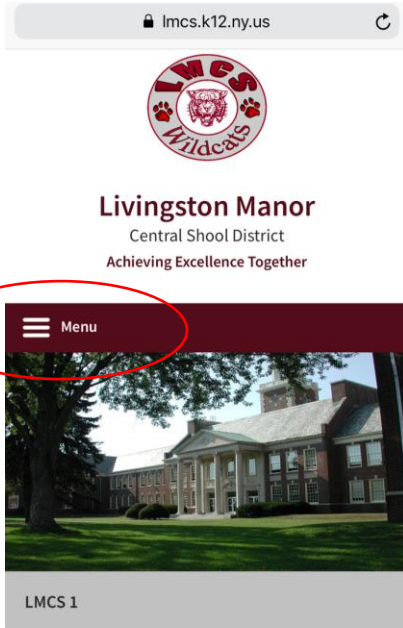 lmcs.k12.ny.us
LMCS
Wildcats
Livingston Manor
Central Shool District
Achieving Excellence Together
Menu
LMCS 1